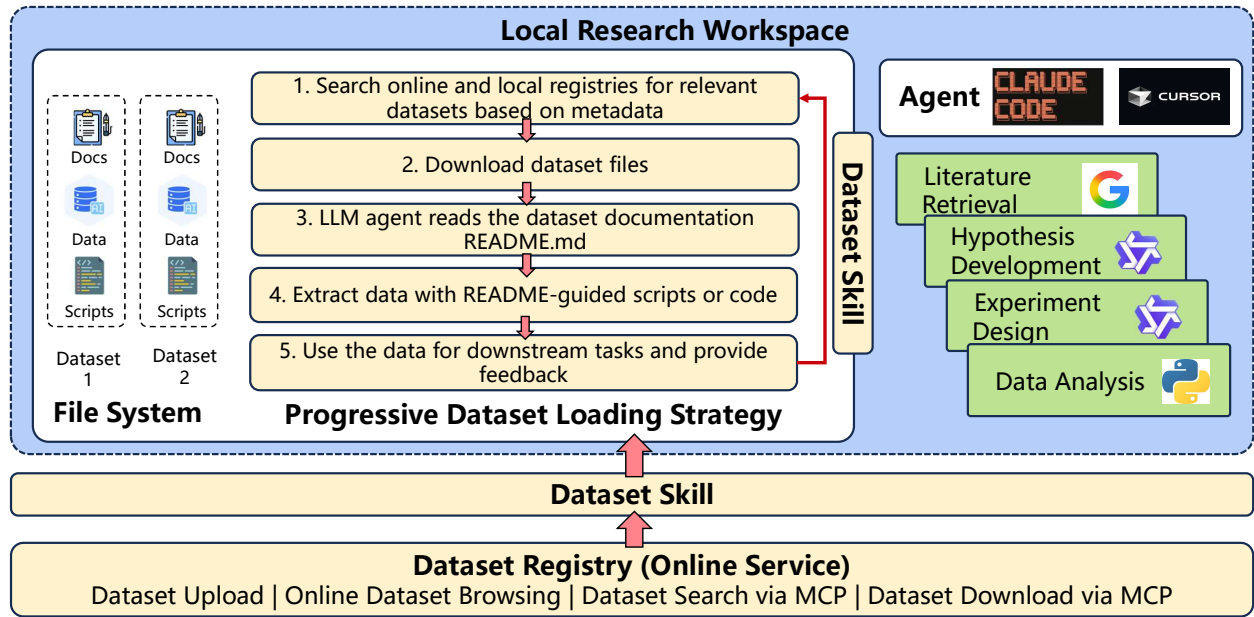 Local Research Workspace
Docs
Data
Scripts
Dataset
1
Docs
Data
Scripts
Dataset
2
File System
1. Search online and local registries for relevant
datasets based on metadata
2. Download dataset files
3. LLM agent reads the dataset documentation
README.md
4. Extract data with README-guided scripts or code
5. Use the data for downstream tasks and provide
feedback
Progressive Dataset Loading Strategy
Dataset Skill
Agent
CLAUDE
CODE
CURSOR
Literature
Retrieval
Hypothesis
Development
Experiment
Design
Data Analysis
Dataset Skill
Dataset Registry (Online Service)
Dataset Upload | Online Dataset Browsing | Dataset Search via MCP | Dataset Download via MCP